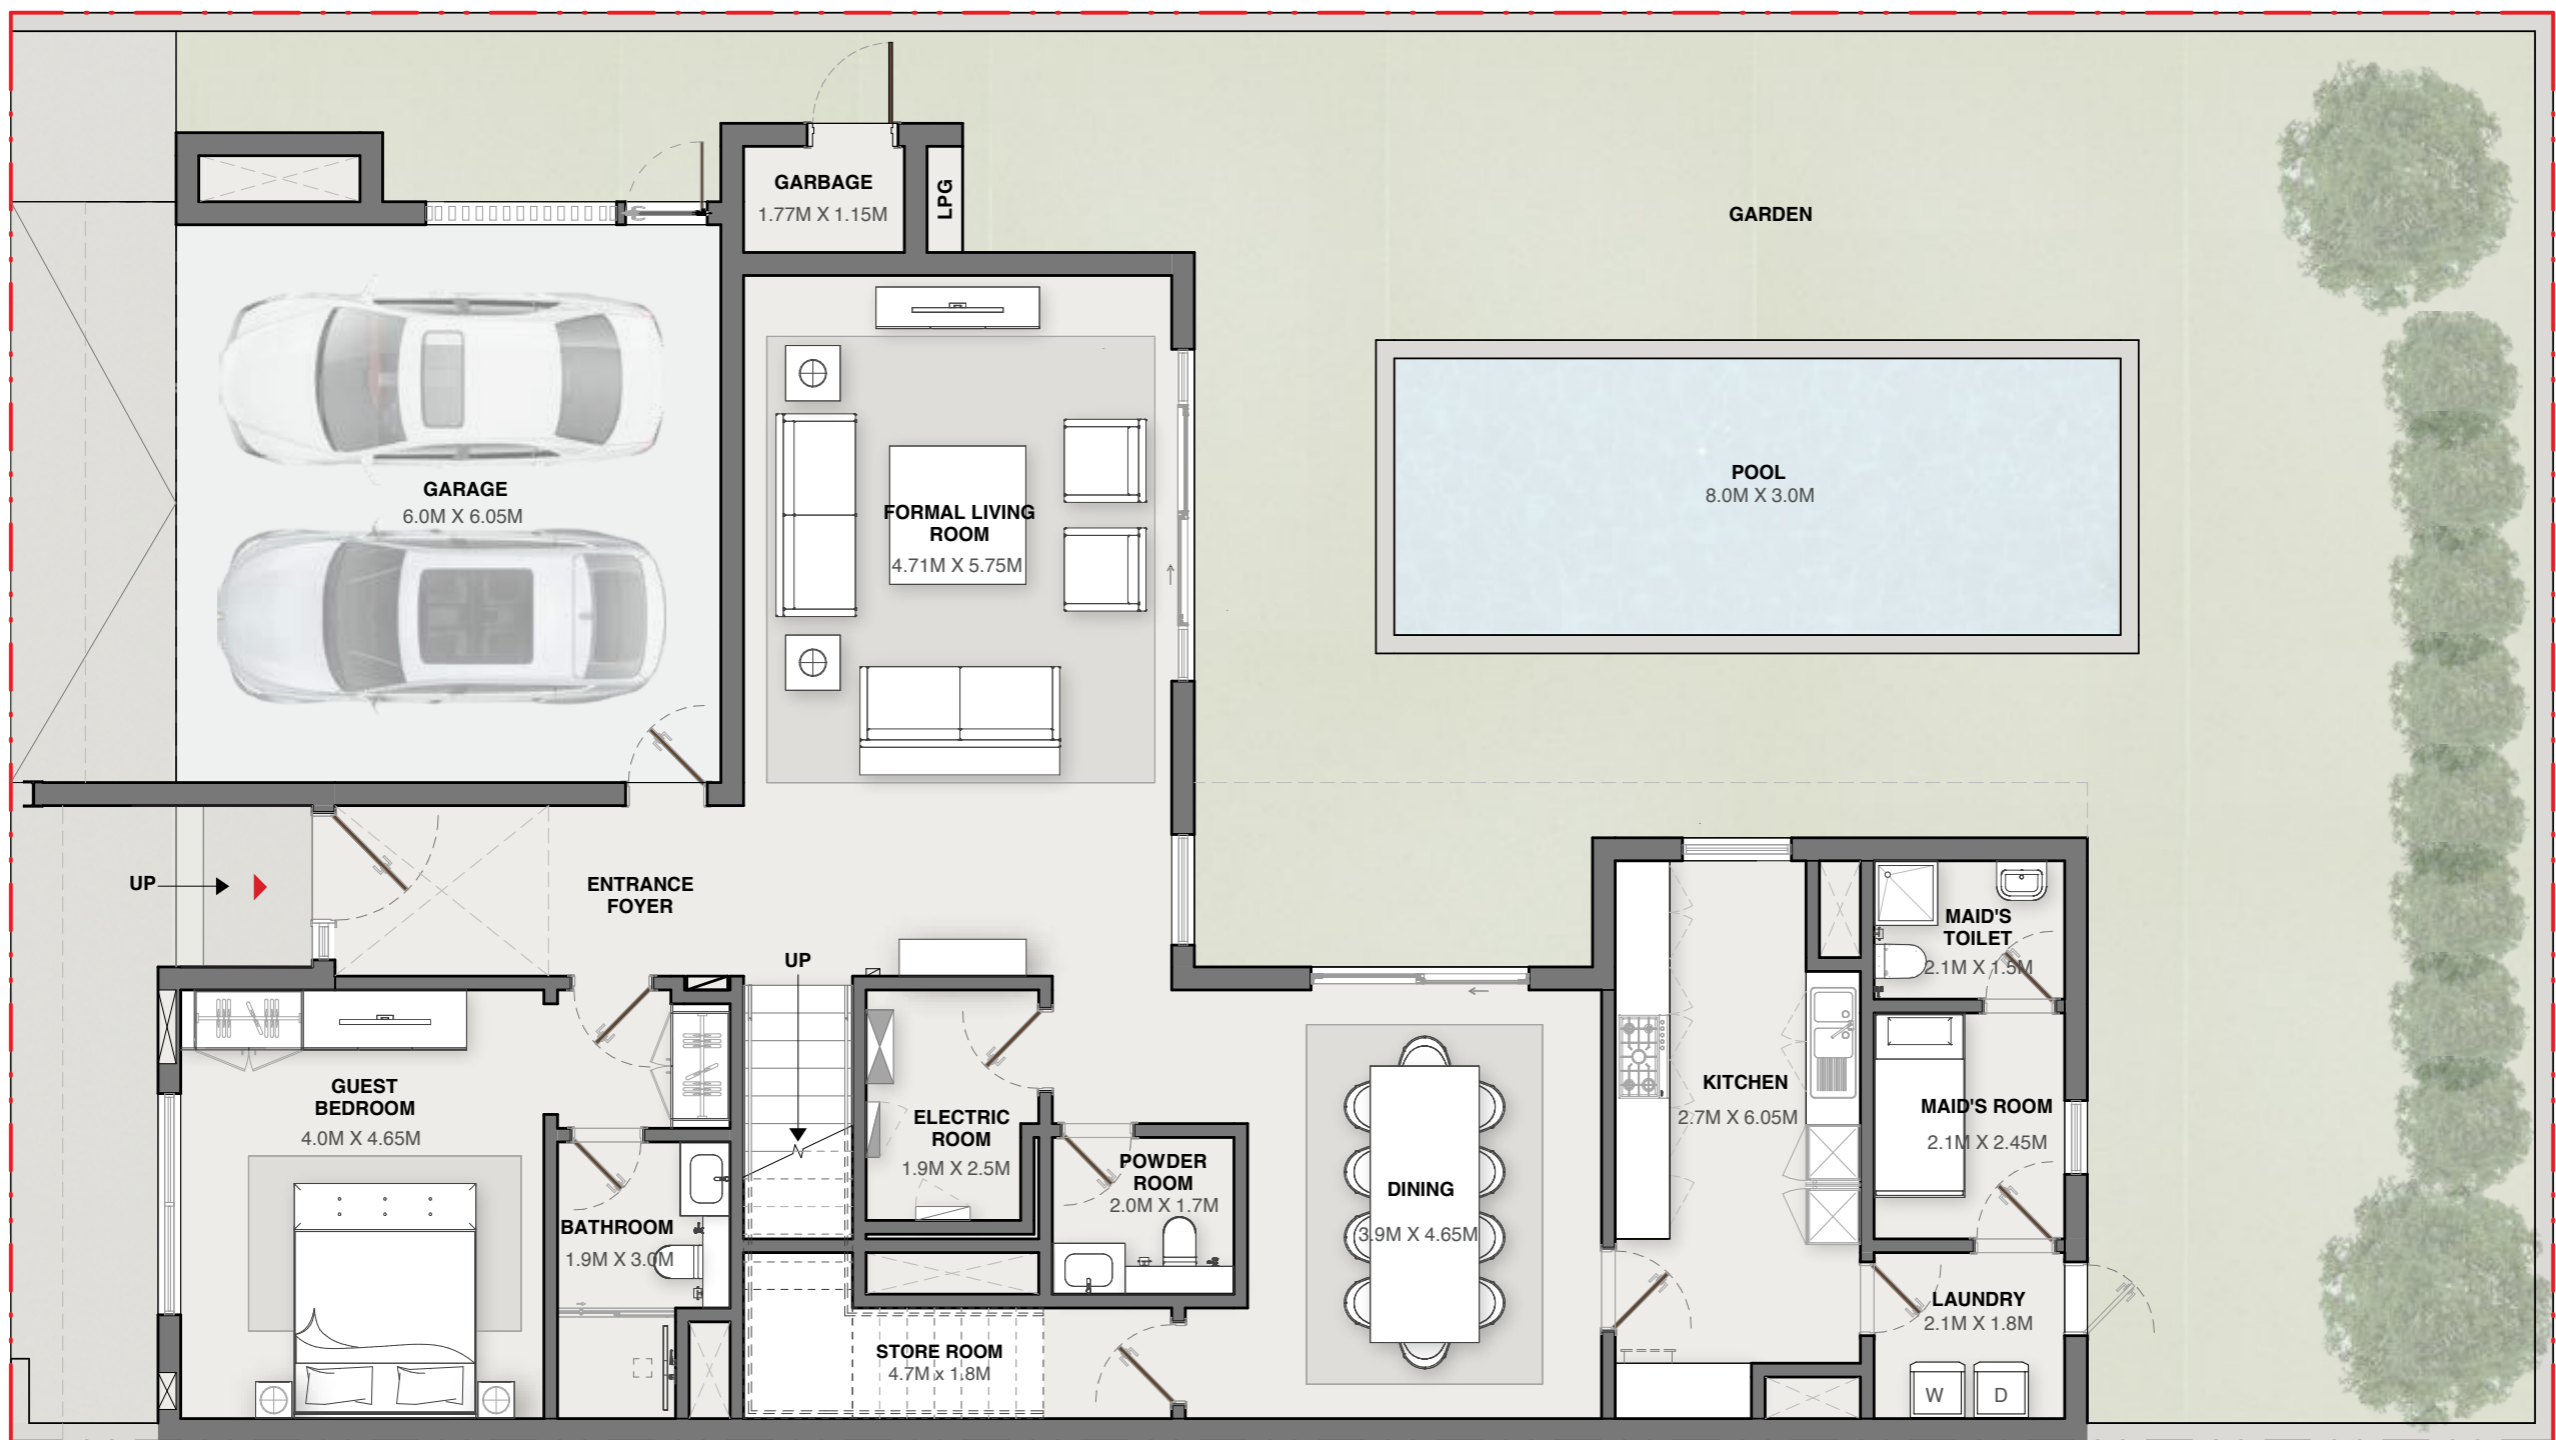 GARBAGE
1.77M X 1.15M
LPG
GARDEN
GARAGE
6.0M X 6.05M
FORMAL LIVING
ROOM
4.71M X 5.75M
POOL
8.0M X 3.0M
UP
ENTRANCE
FOYER
UP
MAID'S
TOILET
2.1M X 1.5M
GUEST
BEDROOM
4.0M X 4.65M
ELECTRIC
ROOM
1.9M X 2.5M
POWDER
ROOM
2.0M X 1.7M
DINING
3.9M X 4.65M
KITCHEN
2.7M X 6.05M
MAID'S ROOM
2.1M X 2.45M
BATHROOM
1.9M X 3.0M
STORE ROOM
4.7M x 1.8M
LAUNDRY
2.1M X 1.8M
W
D